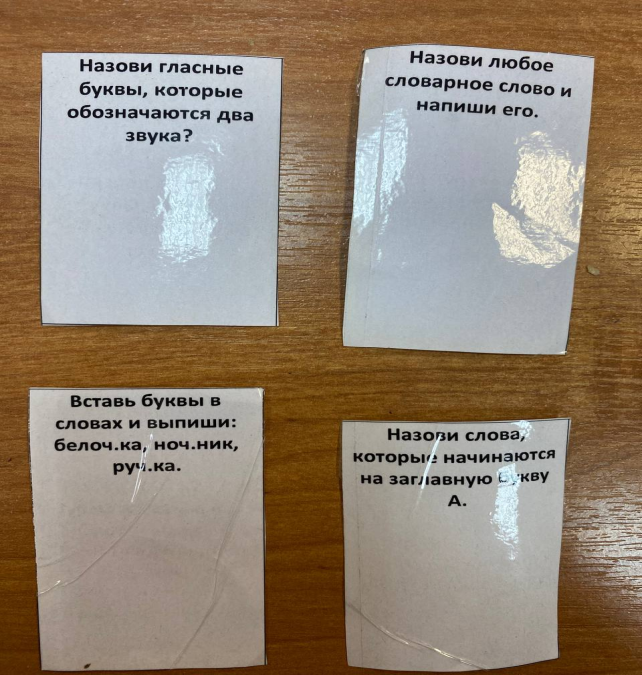 Назови гласные
буквы, которые
обозначаются два
звука?
Назови любое
словарное слово и
напиши его.
Вставь буквы в
словах и выпиши:
белоч.ка, ноч.ник,
руч.ка.
Назови слова,
которые начинаются
на заглавную букву
А.